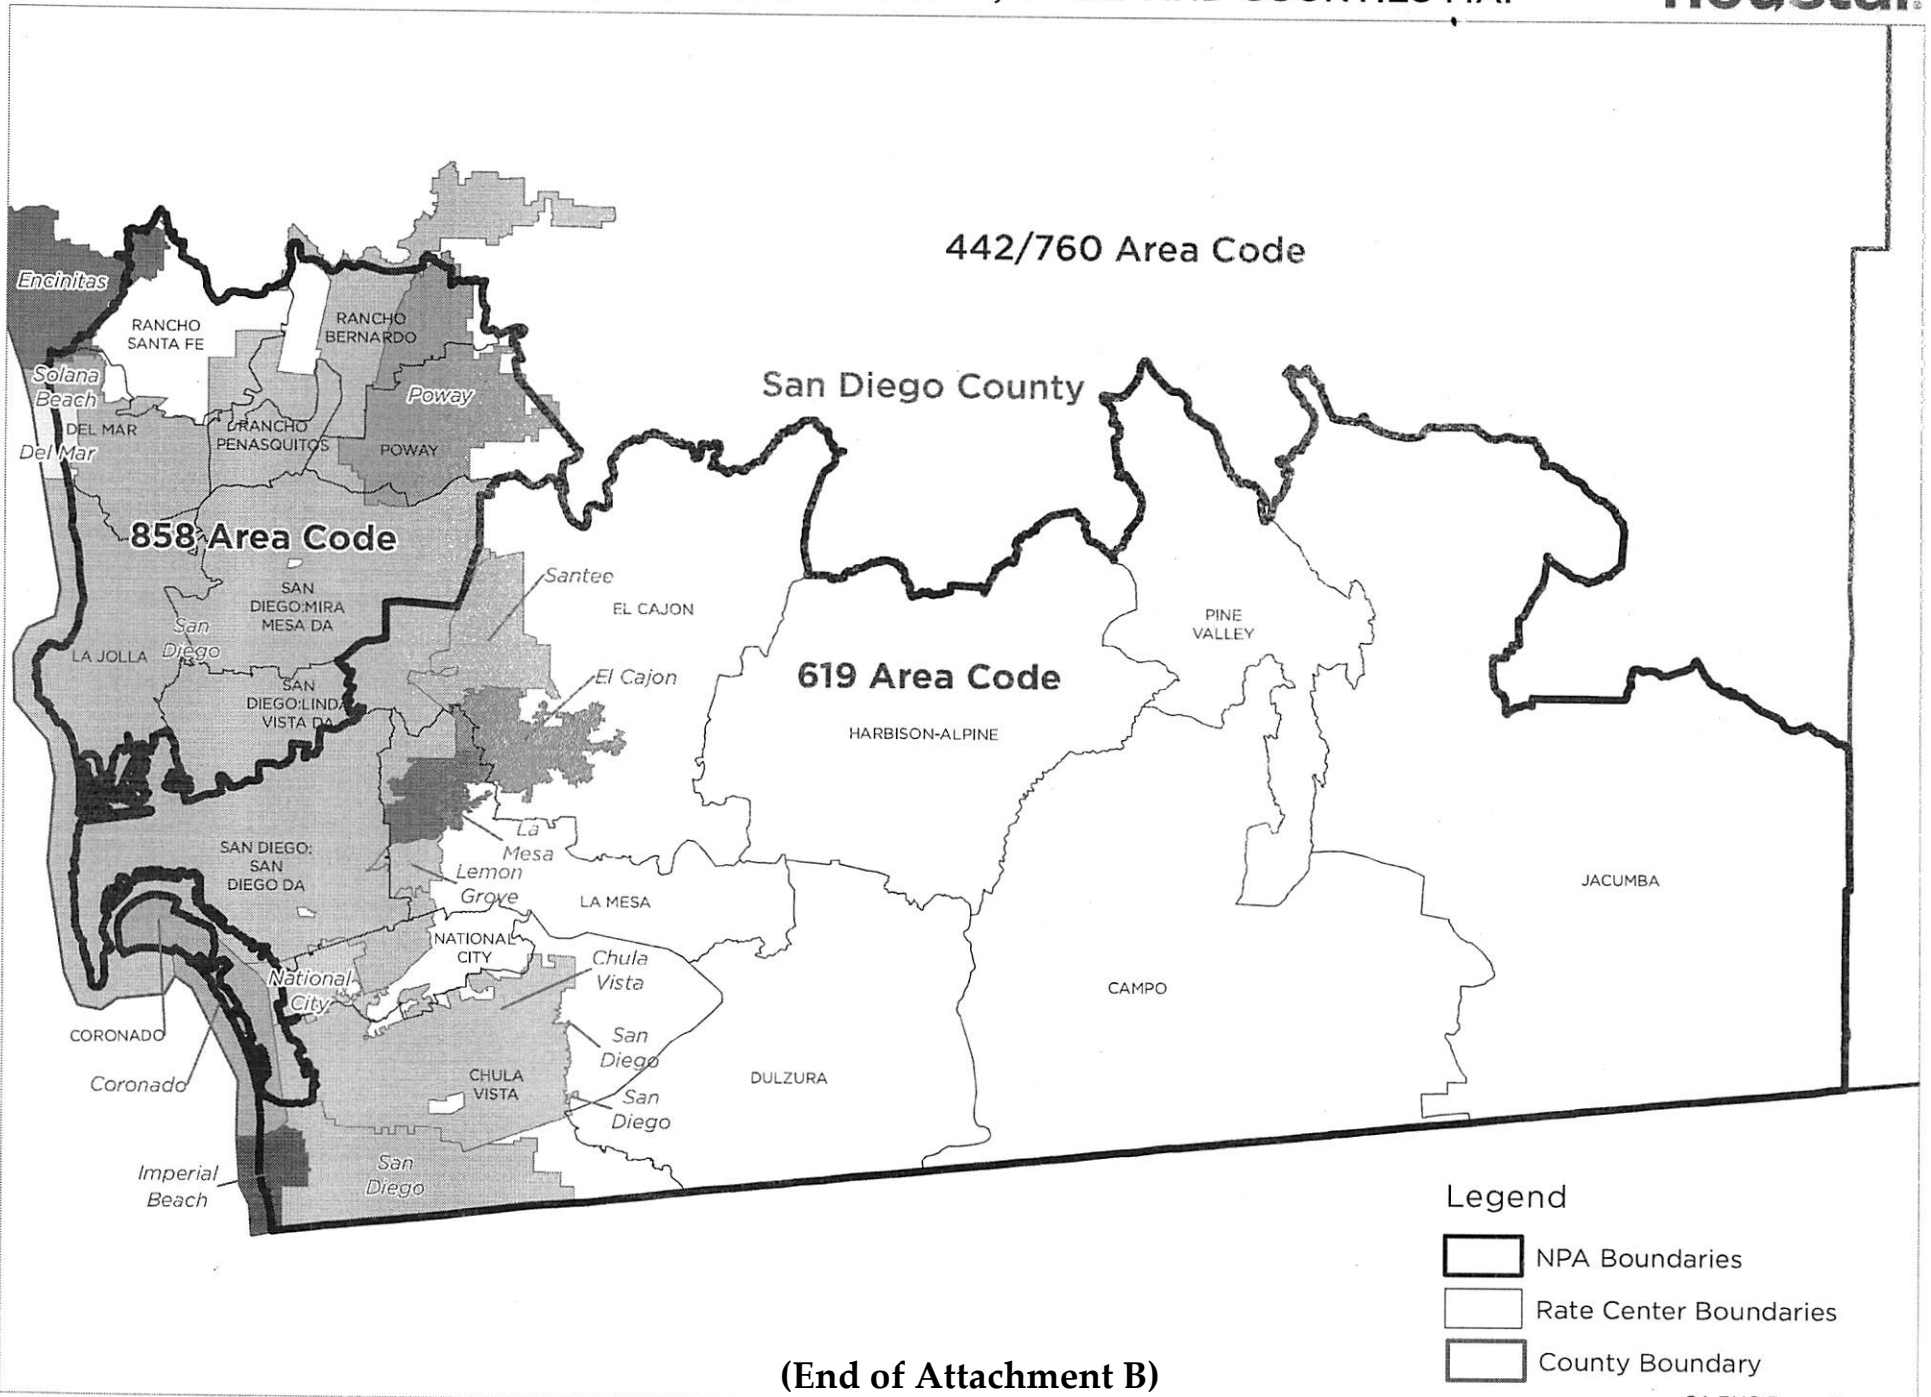 442/760 Area Code
Encinitas
RANCHO
SANTA FE
RANCHO
BERNARDO
San Diego County
Solana
Beach
Poway
DEL MAR
RANCHO
PENASQUITOS
POWAY
Del Mar
858 Area Code
Santee
SAN
DIEGO:MIRA
MESA DA
EL CAJON
PINE
VALLEY
San
Diego
LA JOLLA
El Cajon
619 Area Code
SAN
DIEGO:LINDA
VISTA DA
HARBISON-ALPINE
La
Mesa
SAN DIEGO:
SAN
DIEGO DA
Lemon
Grove
LA MESA
JACUMBA
NATIONAL
CITY
Chula
Vista
National
City
CAMPO
CORONADO
San
Diego
Coronado
CHULA
VISTA
DULZURA
San
Diego
Imperial
Beach
San
Diego
Legend
NPA Boundaries
Rate Center Boundaries
County Boundary
(End of Attachment B)